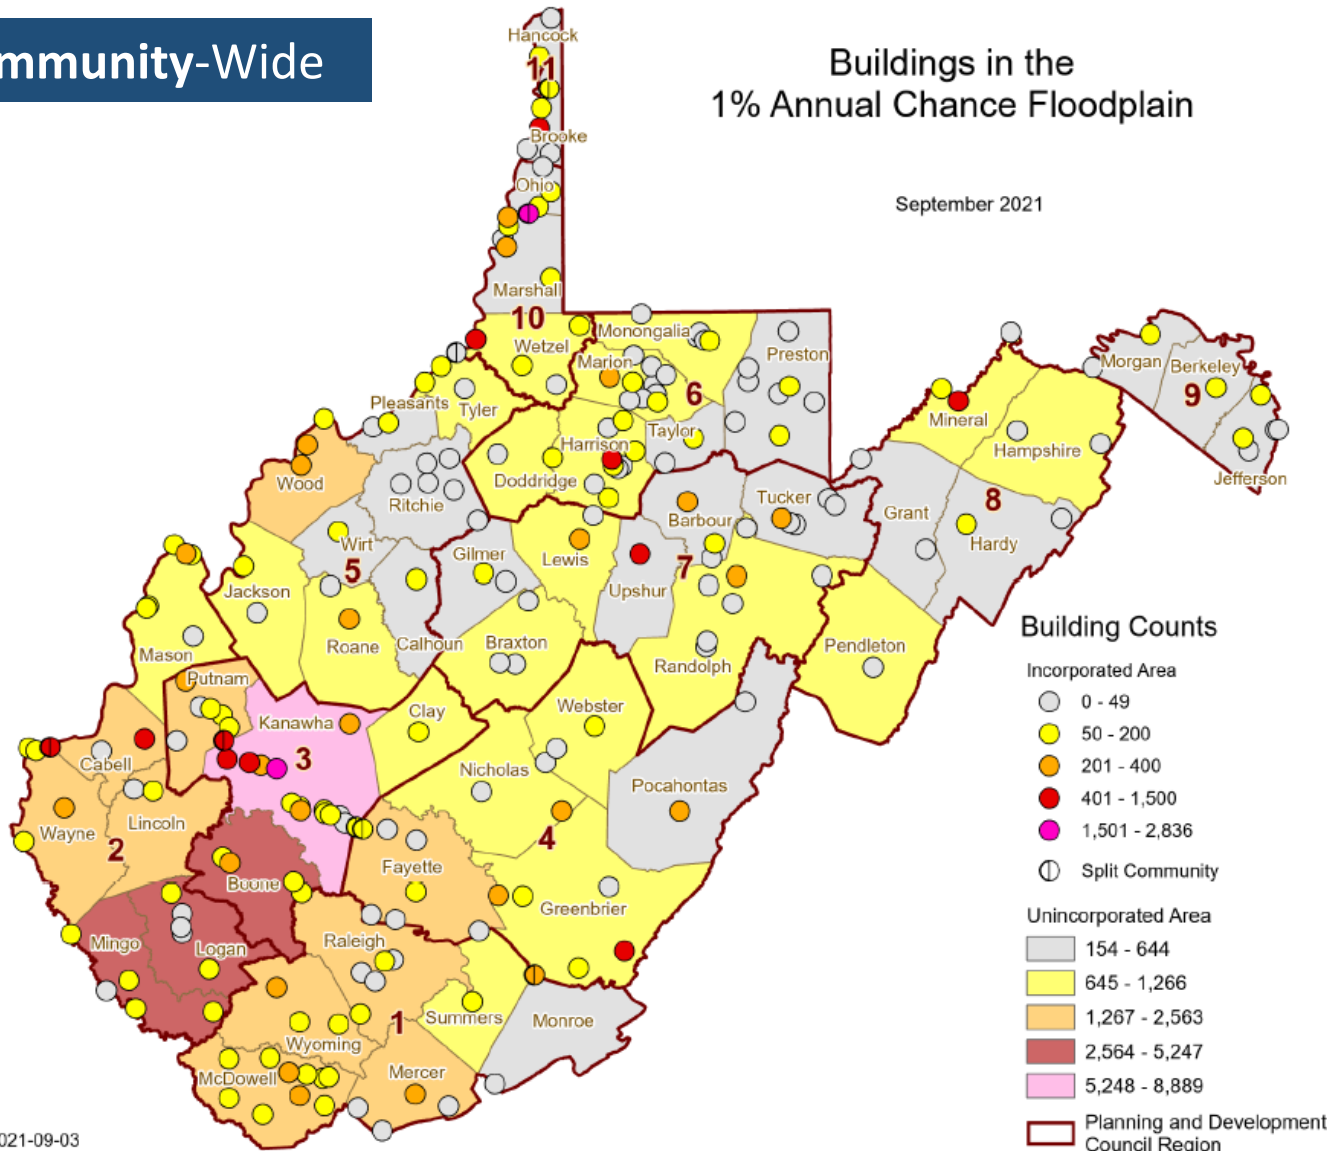 mmunity-Wide
Buildings in the
1% Annual Chance Floodplain
September 2021
Hancock
11
Brooke
Ohio
Marshall
10
Wetzel
Monongalia
Preston
Marion
6
Pleasants
Tyler
Harrison
Taylor
Doddridge
Wood
Ritchie
Wirt
5
Gilmer
Lewis
Barbour
Tucker
7
Upshur
Jackson
Roane
Calhoun
Braxton
Randolph
Mason
Putnam
Kanawha
3
Clay
Webster
Nicholas
Pocahontas
4
Pendleton
Grant
8
Hardy
Mineral
Hampshire
Morgan
Berkeley
9
Jefferson
Cabell
Wayne
2
Lincoln
Boone
Fayette
Greenbrier
Mingo
Logan
Raleigh
Summers
Monroe
1
Wyoming
McDowell
Mercer
Building Counts
Incorporated Area
0 - 49
50 - 200
201 - 400
401 - 1,500
1,501 - 2,836
Split Community
Unincorporated Area
154 - 644
645 - 1,266
1,267 - 2,563
2,564 - 5,247
5,248 - 8,889
Planning and Development
Council Region
021-09-03